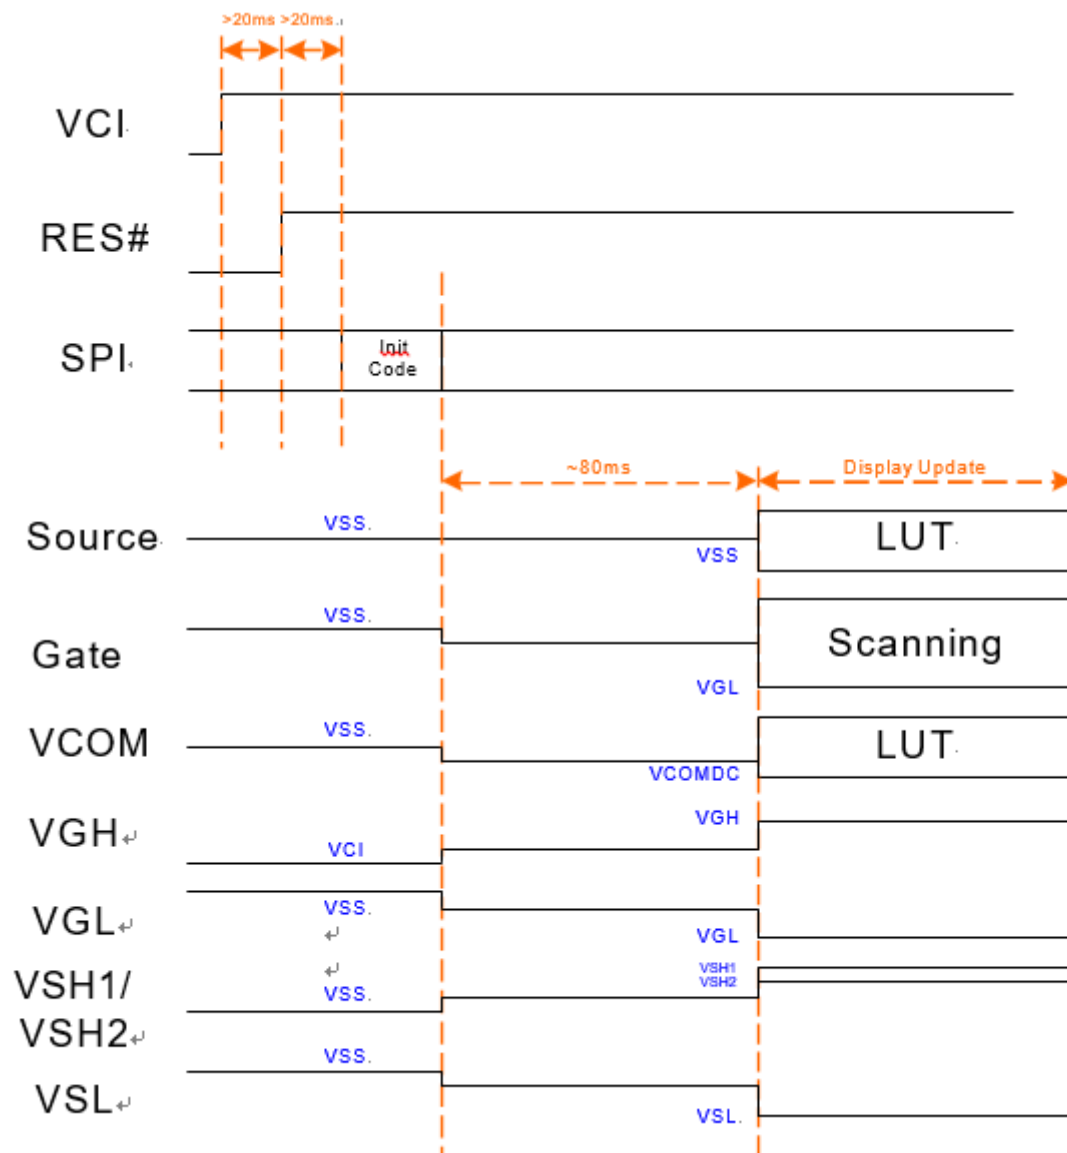 >20ms >20ms
VCI
RES#
SPI
Init
Code
~80ms
Display Update
Source
VSS
VSS
LUT
Gate
VSS
VGL
Scanning
VCOM
VSS
VCOMDC
LUT
VGH
VCI
VGH
VGL
VSS
VGL
VSH1/
VSH2
VSS
VSH1
VSH2
VSL
VSS
VSL